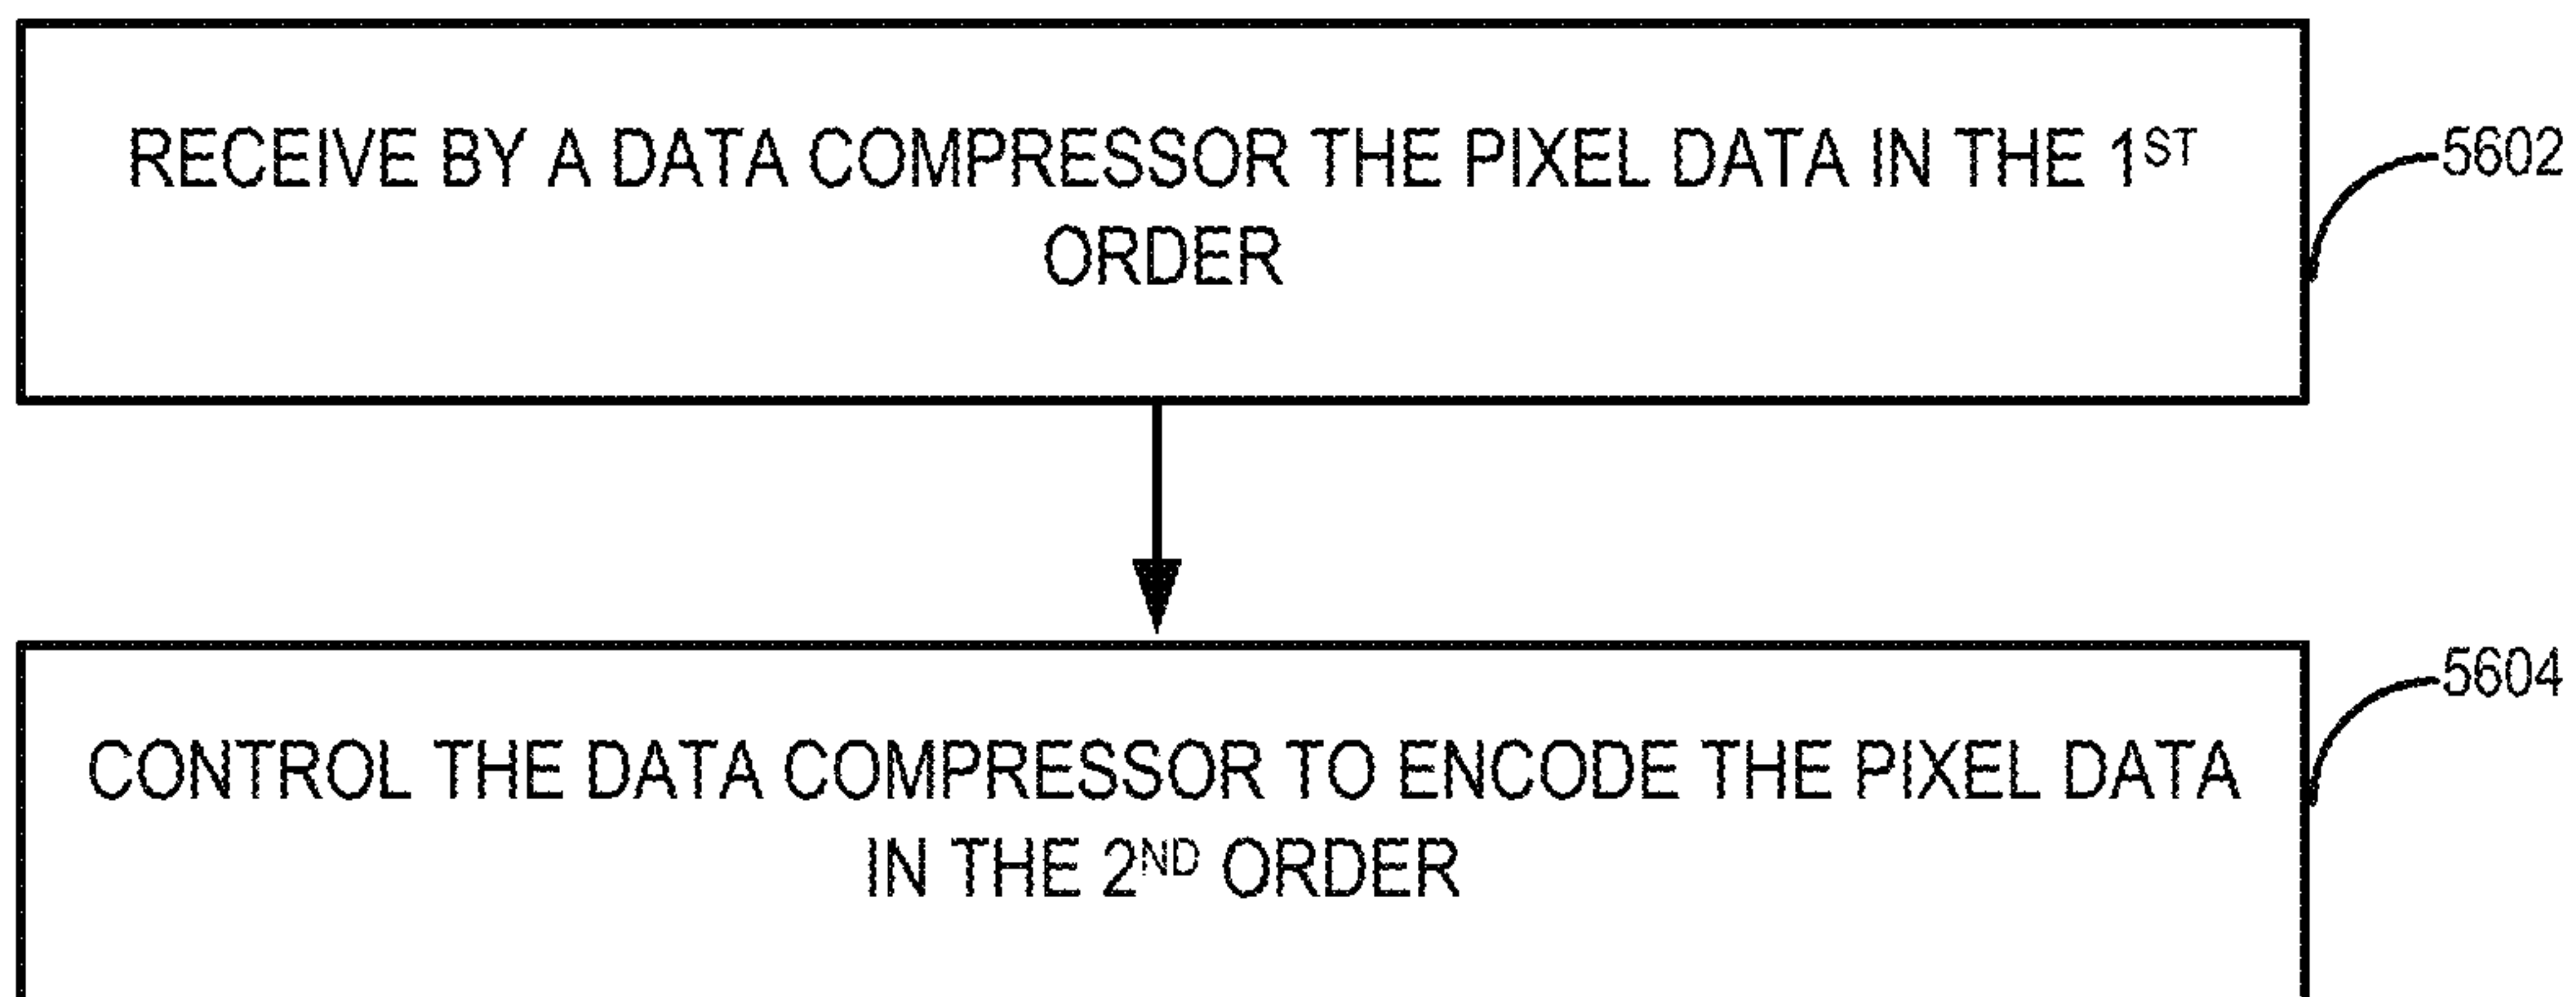 RECEIVE BY A DATA COMPRESSOR THE PIXEL DATA IN THE 1ST
ORDER
5602
CONTROL THE DATA COMPRESSOR TO ENCODE THE PIXEL DATA
IN THE 2ND ORDER
5604